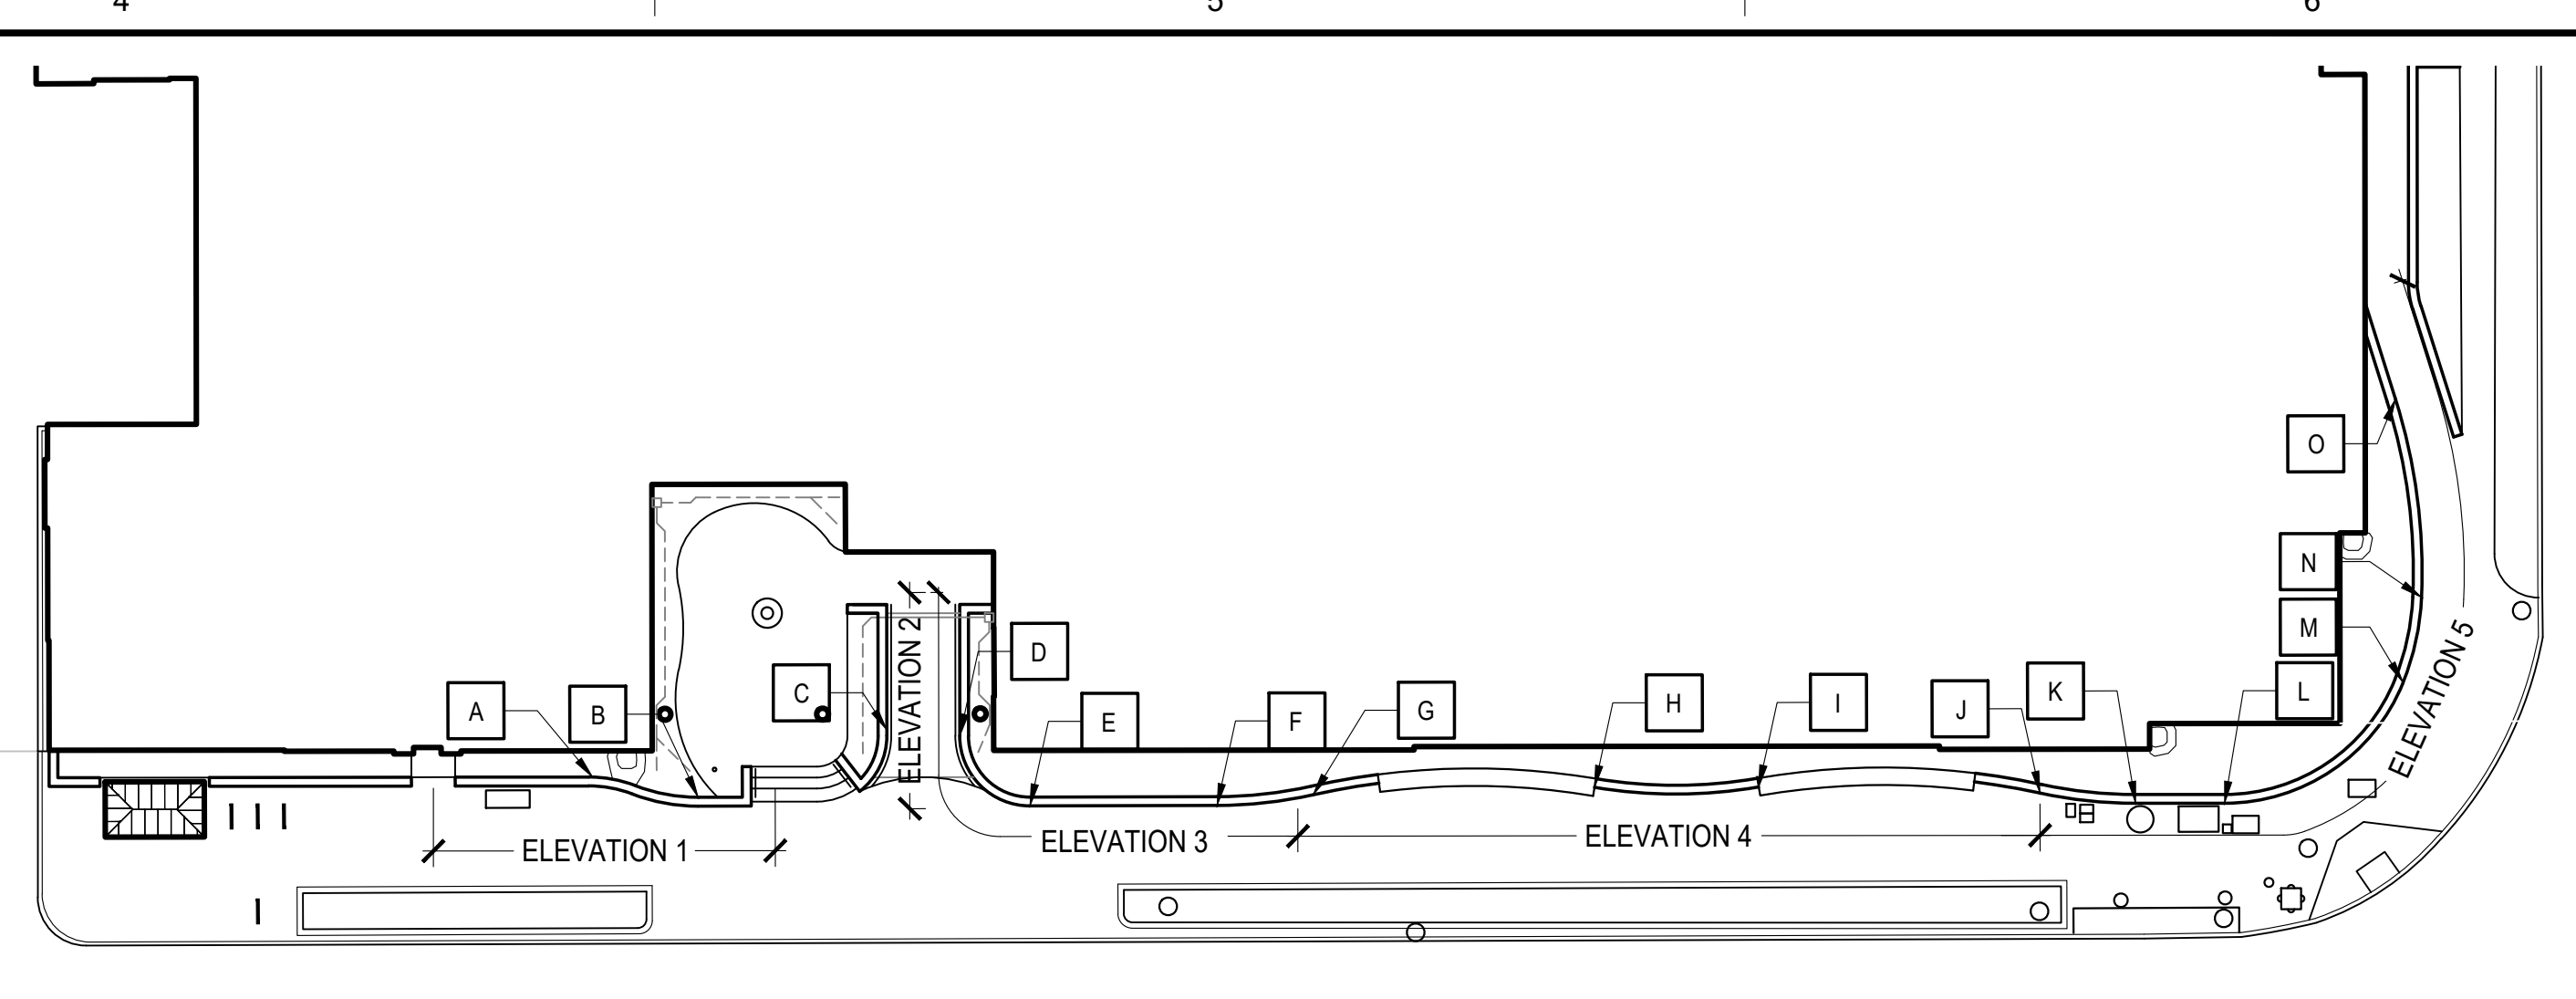 4 5 6
O
N
ELEVATION 2
M
ELEVATION 5
D
A B C E F G H I J K L
ELEVATION 1 ELEVATION 3 ELEVATION 4